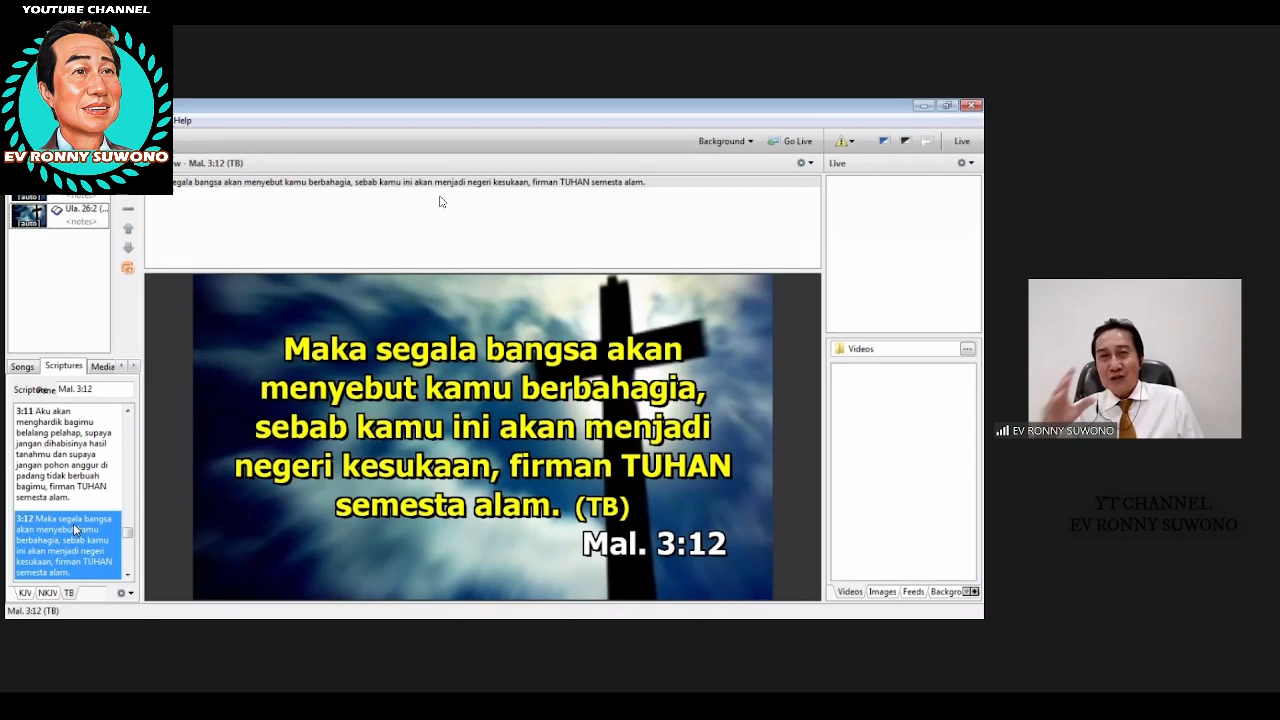 YOUTUBE CHANNEL
EV RONNY SUWONO
Help
Background
Go Live
Live
- Mal. 3:12 (TB)
Live
segala bangsa akan menyebut kamu berbahagia, sebab kamu ini akan menjadi negeri kesukaan, firman TUHAN semesta alam.
[auto]
Ula. 26:2 (...
<notes>
[auto]
Maka segala bangsa akan
menyebut kamu berbahagia,
sebab kamu ini akan menjadi
negeri kesukaan, firman TUHAN
semesta alam. (TB)
Mal. 3:12
Songs
Scriptures
Media
Mal. 3:12
3:11 Aku akan
menghardik bagimu
belalang pelahap, supaya
jangan dihabisinya hasil
tanahmu dan supaya
jangan pohon anggur di
padang tidak berbuah
bagimu, firman TUHAN
semesta alam.
3:12 Maka segala bangsa
akan menyebut kamu
berbahagia, sebab kamu
ini akan menjadi negeri
kesukaan, firman TUHAN
semesta alam.
KJV
NKJV
TB
Mal. 3:12 (TB)
Videos
Videos
Images
Feeds
Backgro
EV RONNY SUWONO
YT CHANNEL
EV RONNY SUWONO